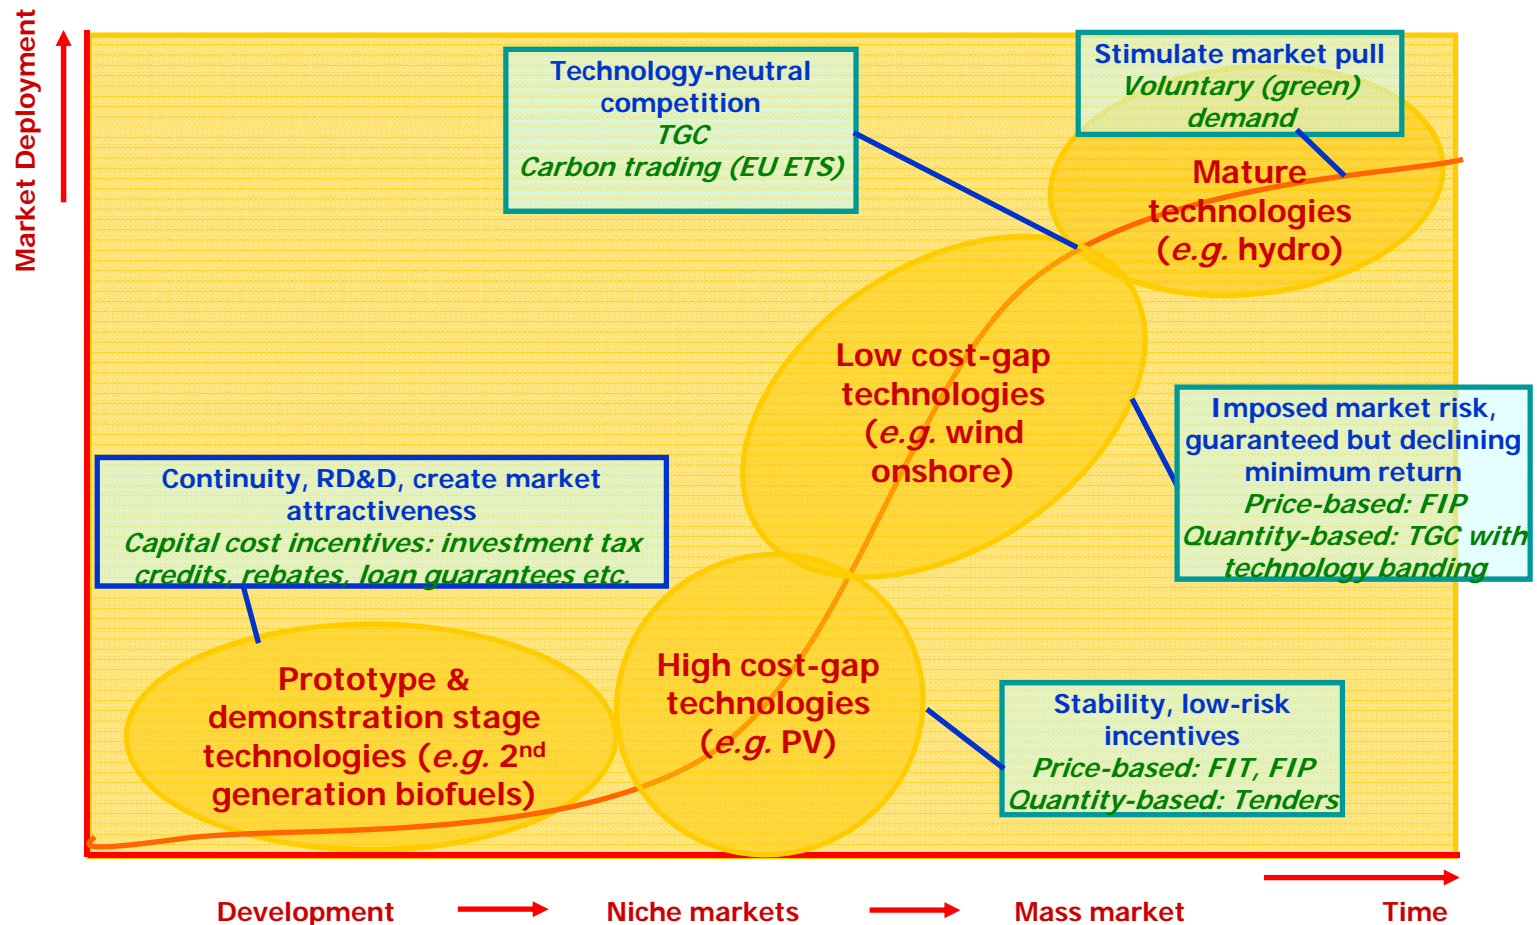 Market Deployment
Technology-neutral
competition
TGC
Carbon trading (EU ETS)
Stimulate market pull
Voluntary (green)
demand
Mature
technologies
(e.g. hydro)
Low cost-gap
technologies
(e.g. wind
onshore)
Imposed market risk,
guaranteed but declining
minimum return
Price-based: FIP
Quantity-based: TGC with
technology banding
Continuity, RD&D, create market
attractiveness
Capital cost incentives: investment tax
credits, rebates, loan guarantees etc.
Prototype &
demonstration stage
technologies (e.g. 2nd
generation biofuels)
High cost-gap
technologies
(e.g. PV)
Stability, low-risk
incentives
Price-based: FIT, FIP
Quantity-based: Tenders
Development
Niche markets
Mass market
Time